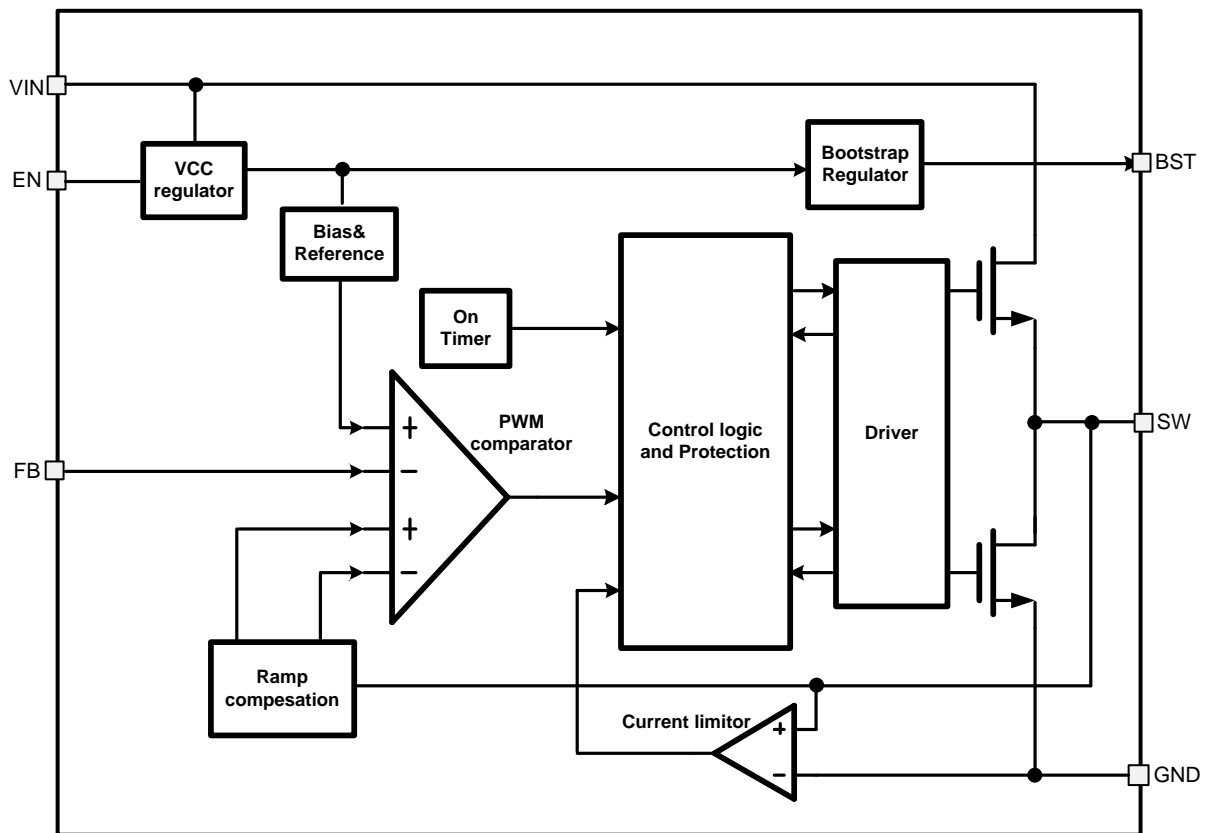 VIN
EN
VCC
regulator
Bootstrap
Regulator
BST
Bias&
Reference
On
Timer
+
PWM
comparator
−
FB
+
−
Control logic
and Protection
Driver
SW
Ramp
compesation
Current limitor
+
−
GND